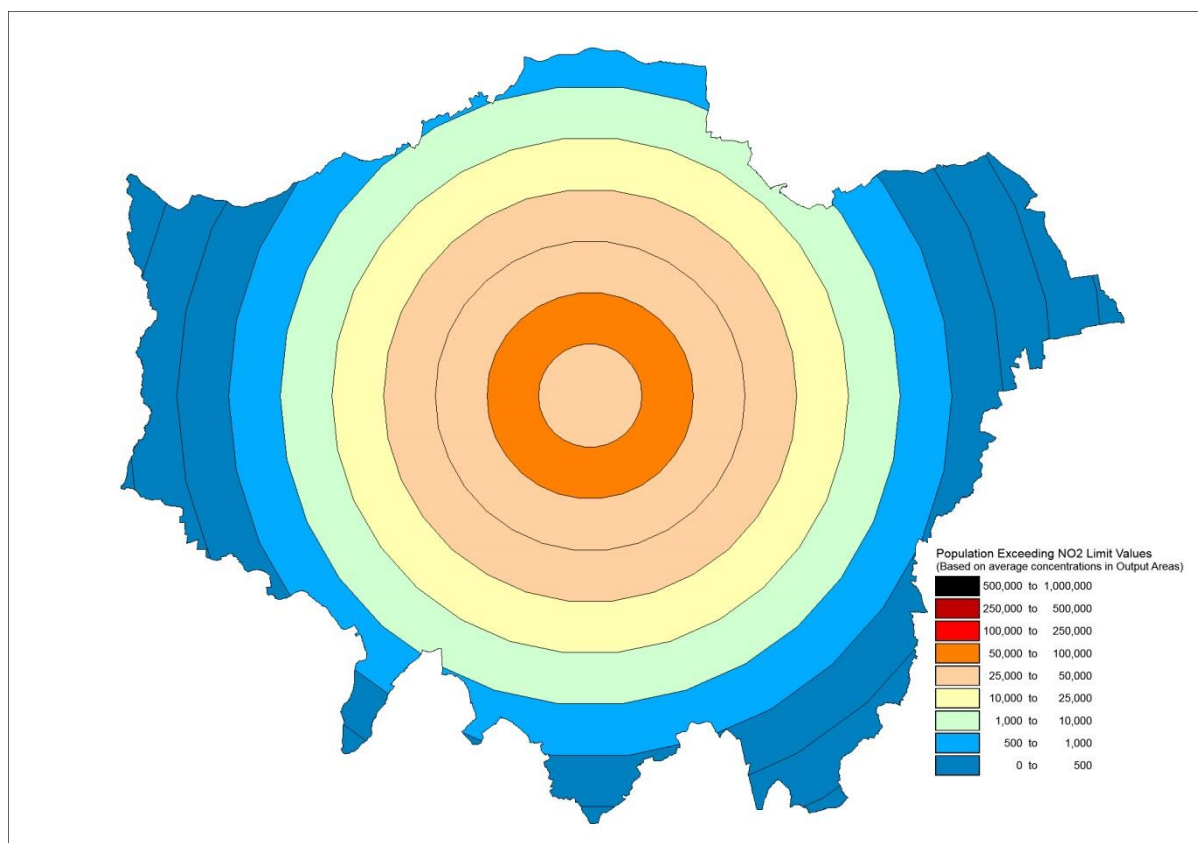 Population Exceeding NO2 Limit Values
(Based on average concentrations in Output Areas)
500,000 to 1,000,000
250,000 to 500,000
100,000 to 250,000
50,000 to 100,000
25,000 to 50,000
10,000 to 25,000
1,000 to 10,000
500 to 1,000
0 to 500